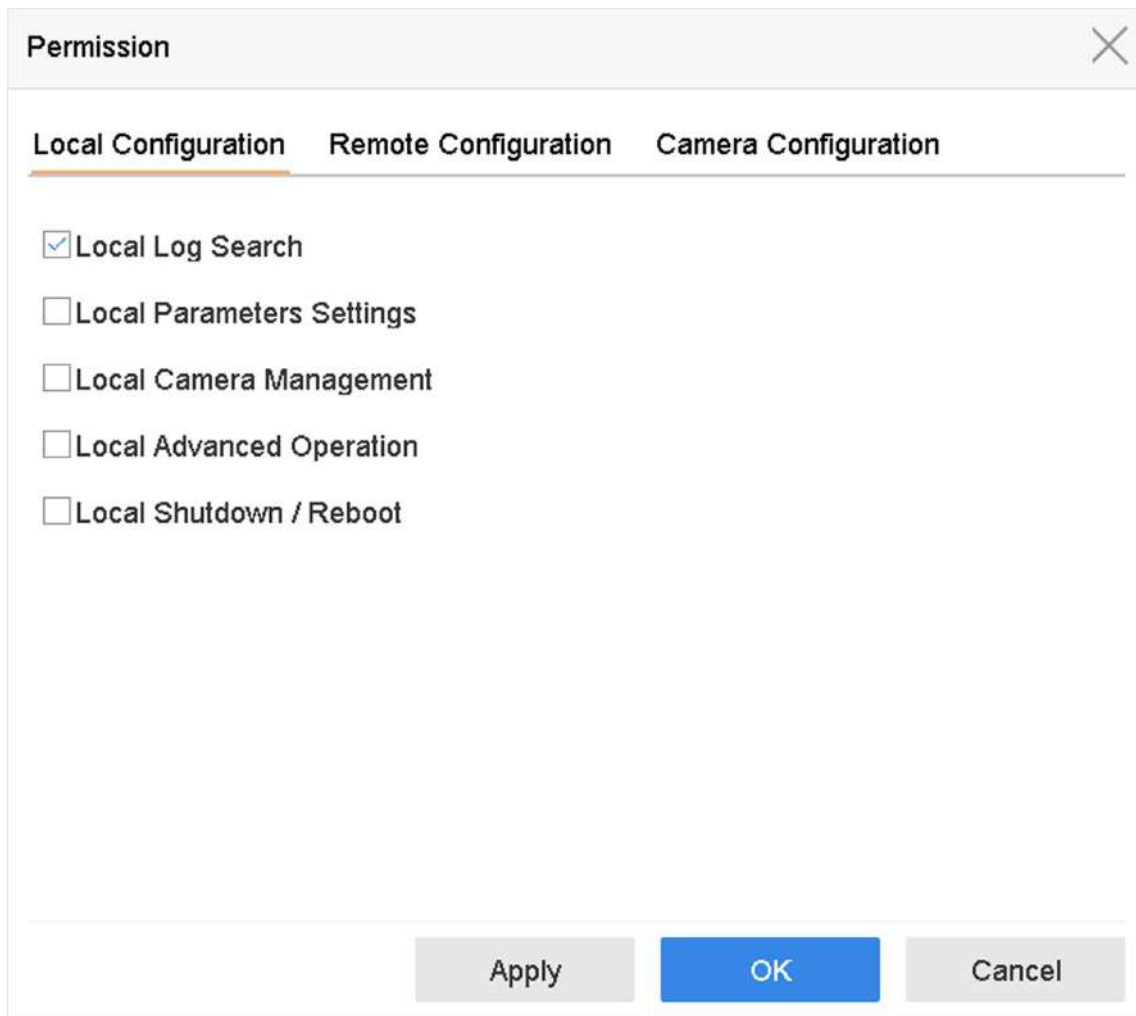 Permission
Local Configuration Remote Configuration Camera Configuration
Local Log Search
Local Parameters Settings
Local Camera Management
Local Advanced Operation
Local Shutdown / Reboot
Apply OK Cancel